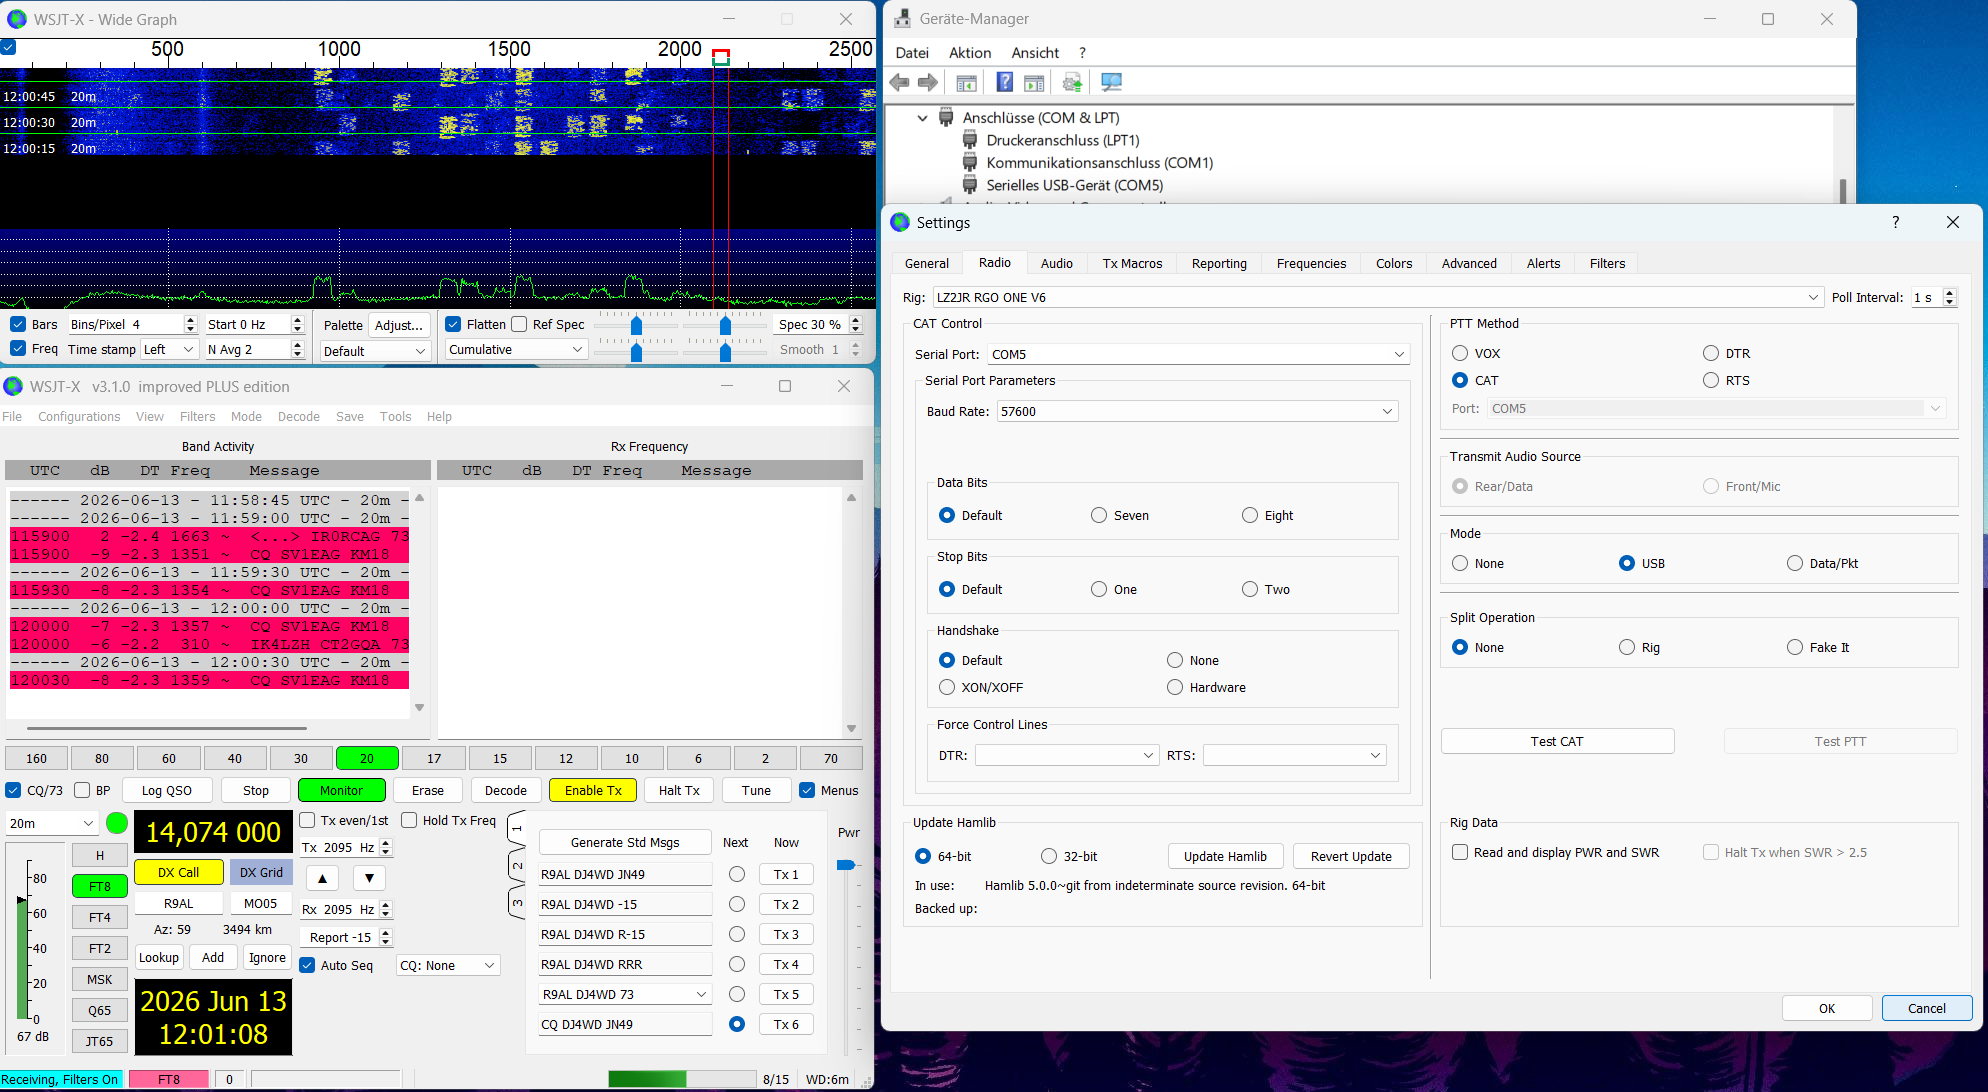 WSJT-X - Wide Graph
500 1000 1500 2000 2500
12:00:45 20m
12:00:30 20m
12:00:15 20m
500 1000 1500 2000 2500
Bars Bins/Pixel 4 Start 0 Hz Palette Adjust... Flatten Ref Spec Spec 30 %
Freq Time stamp Left N Avg 2 Default Cumulative Smooth 1
WSJT-X v3.1.0 improved PLUS edition
File Configurations View Filters Mode Decode Save Tools Help
Band Activity Rx Frequency
UTC dB DT Freq Message UTC dB DT Freq Message
------ 2026-06-13 - 11:58:45 UTC - 20m -
------ 2026-06-13 - 11:59:00 UTC - 20m -
115900 2 -2.4 1663 ~ <...> IR0RCAG 73
115900 -9 -2.3 1351 ~ CQ SV1EAG KM18
------ 2026-06-13 - 11:59:30 UTC - 20m -
115930 -8 -2.3 1354 ~ CQ SV1EAG KM18
------ 2026-06-13 - 12:00:00 UTC - 20m -
120000 -7 -2.3 1357 ~ CQ SV1EAG KM18
120000 -6 -2.2 310 ~ IK4LZH CT2GQA 73
------ 2026-06-13 - 12:00:30 UTC - 20m -
120030 -8 -2.3 1359 ~ CQ SV1EAG KM18
160 80 60 40 30 20 17 15 12 10 6 2 70
CQ/73 BP Log QSO Stop Monitor Erase Decode Enable Tx Halt Tx Tune Menus
20m 14,074 000 Tx even/1st Hold Tx Freq
H Tx 2095 Hz
FT8 DX Call DX Grid
FT4 R9AL MO05 Rx 2095 Hz
FT2 Az: 59 3494 km Report -15
MSK Lookup Add Ignore Auto Seq CQ: None
Q65 2026 Jun 13
JT65 12:01:08
80
60
40
20
0
67 dB
1
2
3
Generate Std Msgs Next Now Pwr
R9AL DJ4WD JN49 Tx 1
R9AL DJ4WD -15 Tx 2
R9AL DJ4WD R-15 Tx 3
R9AL DJ4WD RRR Tx 4
R9AL DJ4WD 73 Tx 5
CQ DJ4WD JN49 Tx 6
Receiving, Filters On FT8 0 8/15 WD:6m
Geräte-Manager
Datei Aktion Ansicht ?
Anschlüsse (COM & LPT)
Druckeranschluss (LPT1)
Kommunikationsanschluss (COM1)
Serielles USB-Gerät (COM5)
Settings ?
General Radio Audio Tx Macros Reporting Frequencies Colors Advanced Alerts Filters
Rig: LZ2JR RGO ONE V6 Poll Interval: 1 s
CAT Control
Serial Port: COM5
Serial Port Parameters
Baud Rate: 57600
Data Bits
Default Seven Eight
Stop Bits
Default One Two
Handshake
Default None
XON/XOFF Hardware
Force Control Lines
DTR: RTS:
Update Hamlib
64-bit 32-bit Update Hamlib Revert Update
In use: Hamlib 5.0.0~git from indeterminate source revision. 64-bit
Backed up:
PTT Method
VOX DTR
CAT RTS
Port: COM5
Transmit Audio Source
Rear/Data Front/Mic
Mode
None USB Data/Pkt
Split Operation
None Rig Fake It
Test CAT Test PTT
Rig Data
Read and display PWR and SWR Halt Tx when SWR > 2.5
OK Cancel